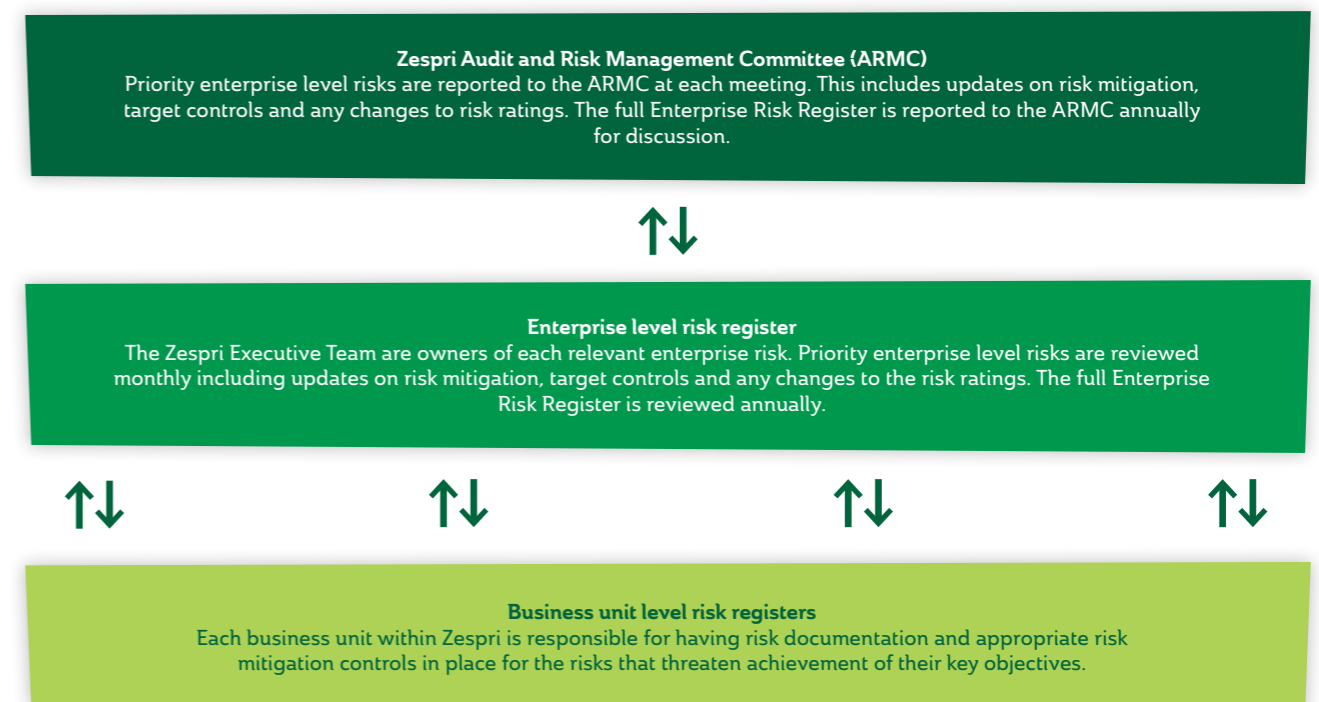 Zespri Audit and Risk Management Committee (ARMC)
Priority enterprise level risks are reported to the ARMC at each meeting. This includes updates on risk mitigation,
target controls and any changes to risk ratings. The full Enterprise Risk Register is reported to the ARMC annually
for discussion.
Enterprise level risk register
The Zespri Executive Team are owners of each relevant enterprise risk. Priority enterprise level risks are reviewed
monthly including updates on risk mitigation, target controls and any changes to the risk ratings. The full Enterprise
Risk Register is reviewed annually.
Business unit level risk registers
Each business unit within Zespri is responsible for having risk documentation and appropriate risk
mitigation controls in place for the risks that threaten achievement of their key objectives.